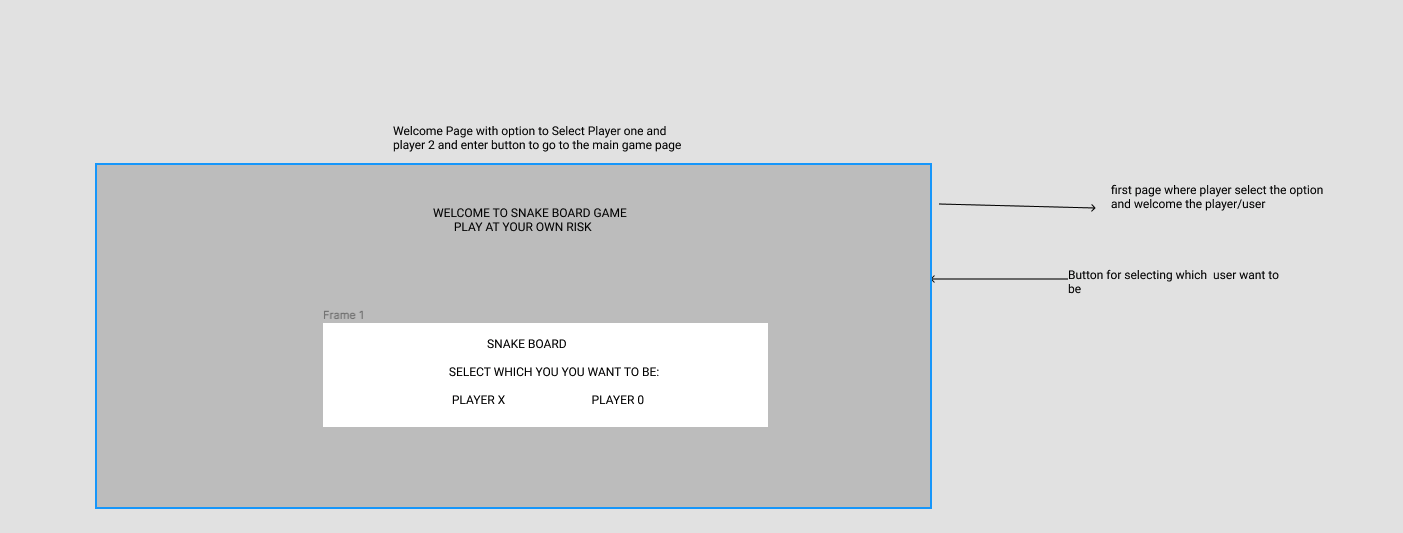 Welcome Page with option to Select Player one and
player 2 and enter button to go to the main game page
first page where player select the option
and welcome the player/user
WELCOME TO SNAKE BOARD GAME
PLAY AT YOUR OWN RISK
Button for selecting which  user want to
be
Frame 1
SNAKE BOARD
SELECT WHICH YOU YOU WANT TO BE:
PLAYER X PLAYER 0